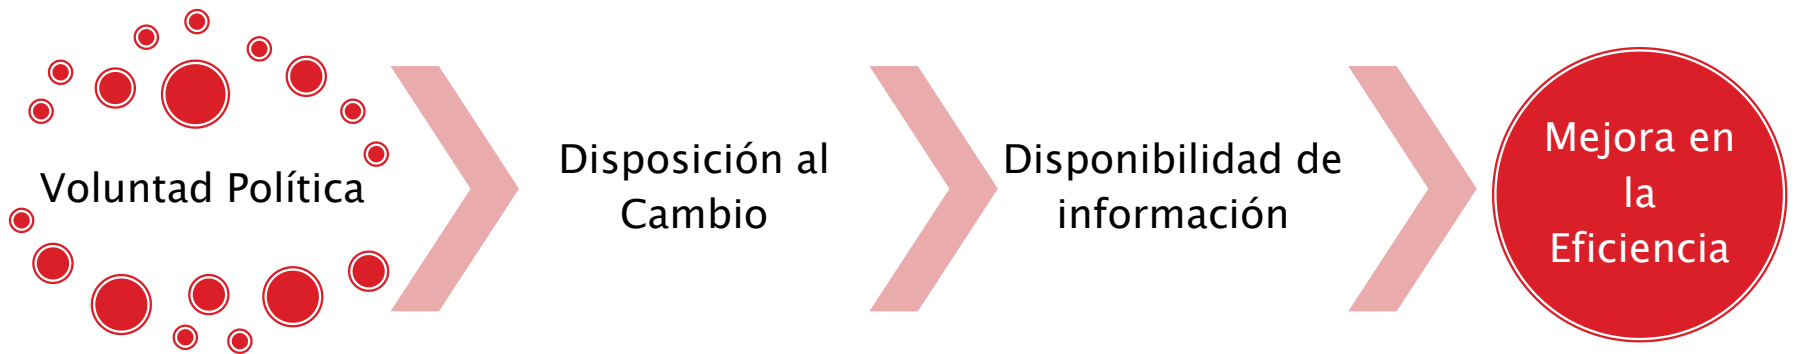 Voluntad Política
Disposición al
Cambio
Disponibilidad de
información
Mejora en
la
Eficiencia